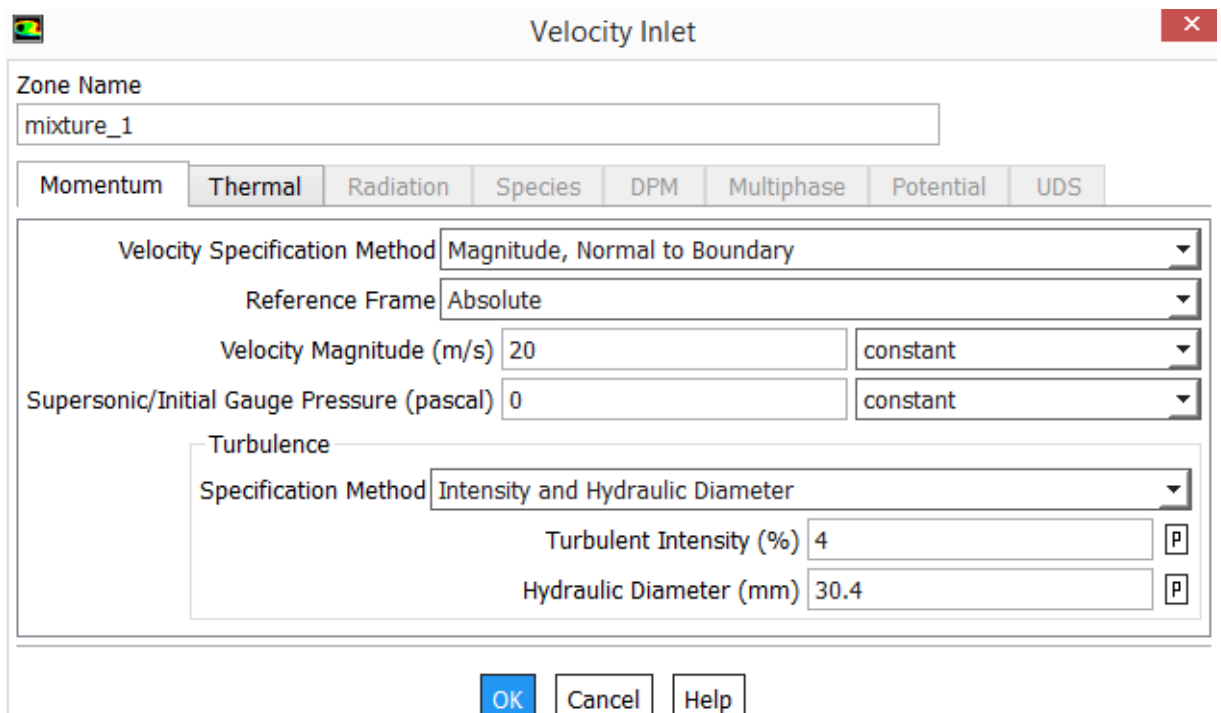 Velocity Inlet
Zone Name
mixture_1
Momentum Thermal Radiation Species DPM Multiphase Potential UDS
Velocity Specification Method Magnitude, Normal to Boundary
Reference Frame Absolute
Velocity Magnitude (m/s) 20 constant
Supersonic/Initial Gauge Pressure (pascal) 0 constant
Turbulence
Specification Method Intensity and Hydraulic Diameter
Turbulent Intensity (%) 4 P
Hydraulic Diameter (mm) 30.4 P
OK Cancel Help